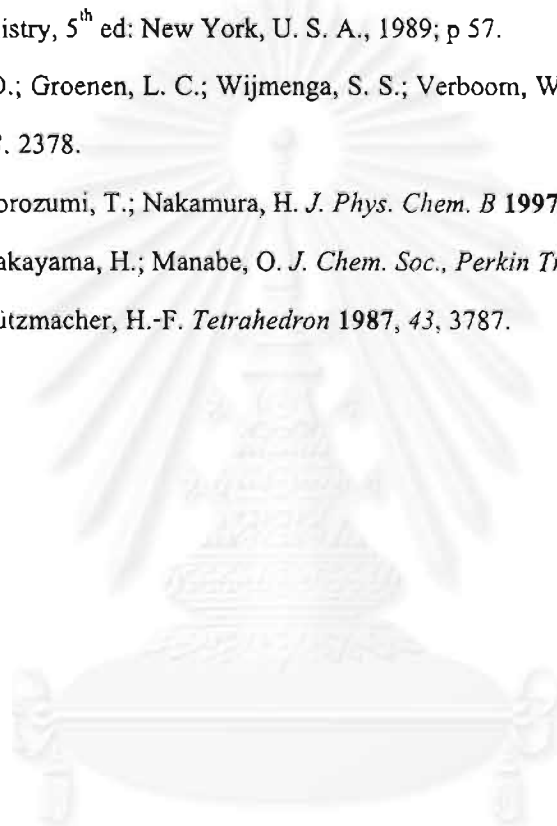 istry, 5th ed: New York, U. S. A., 1989; p 57.
Groenen, L. C.; Wijmenga, S. S.; Verboom, W
2378.
orozumi, T.; Nakamura, H. J. Phys. Chem. B 1997
akayama, H.; Manabe, O. J. Chem. Soc., Perkin Tr
ützmacher, H.-F. Tetrahedron 1987, 43, 3787.